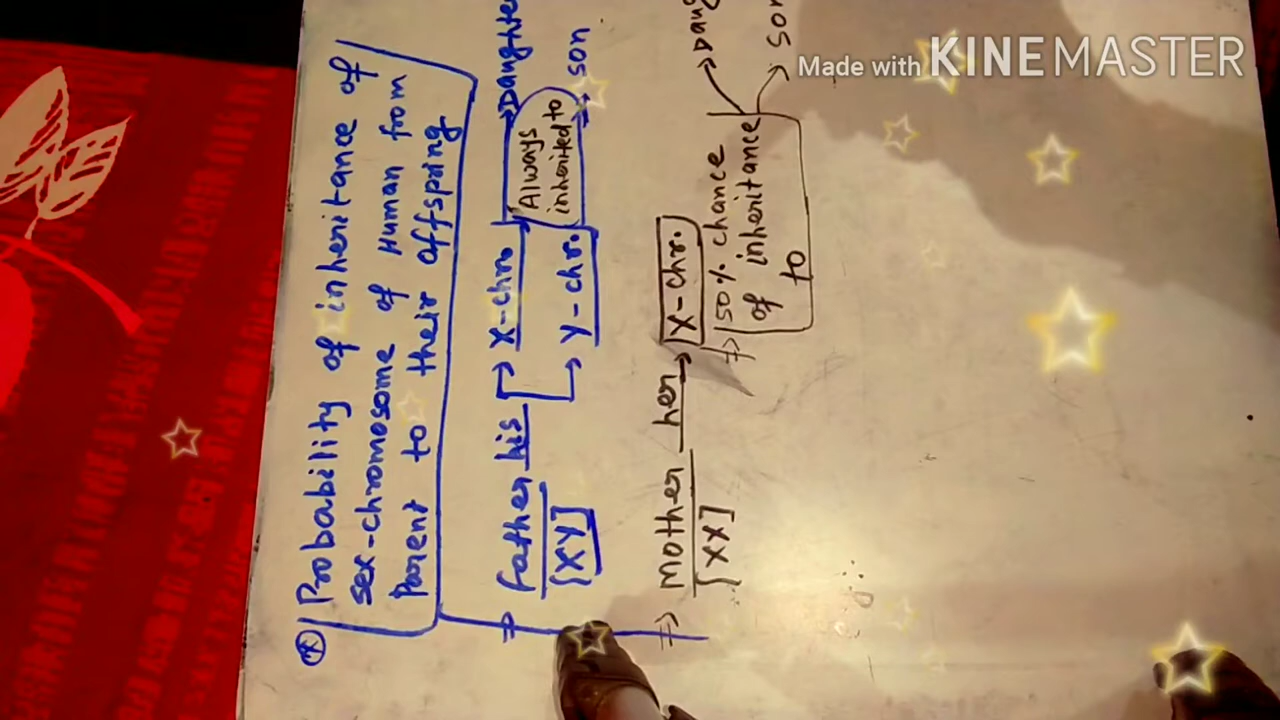 Probability of inheritance of
sex-chromosome of Human from
Parent to their offspring
⇒ Father his → X-chro → Daughter
[XY]
Always
inherited to
→ Y-chr. → son
⇒ Mother her → X-chr.
[XX]
⇒ 50% chance
of inheritance
to
→ son
Made with KINEMASTER